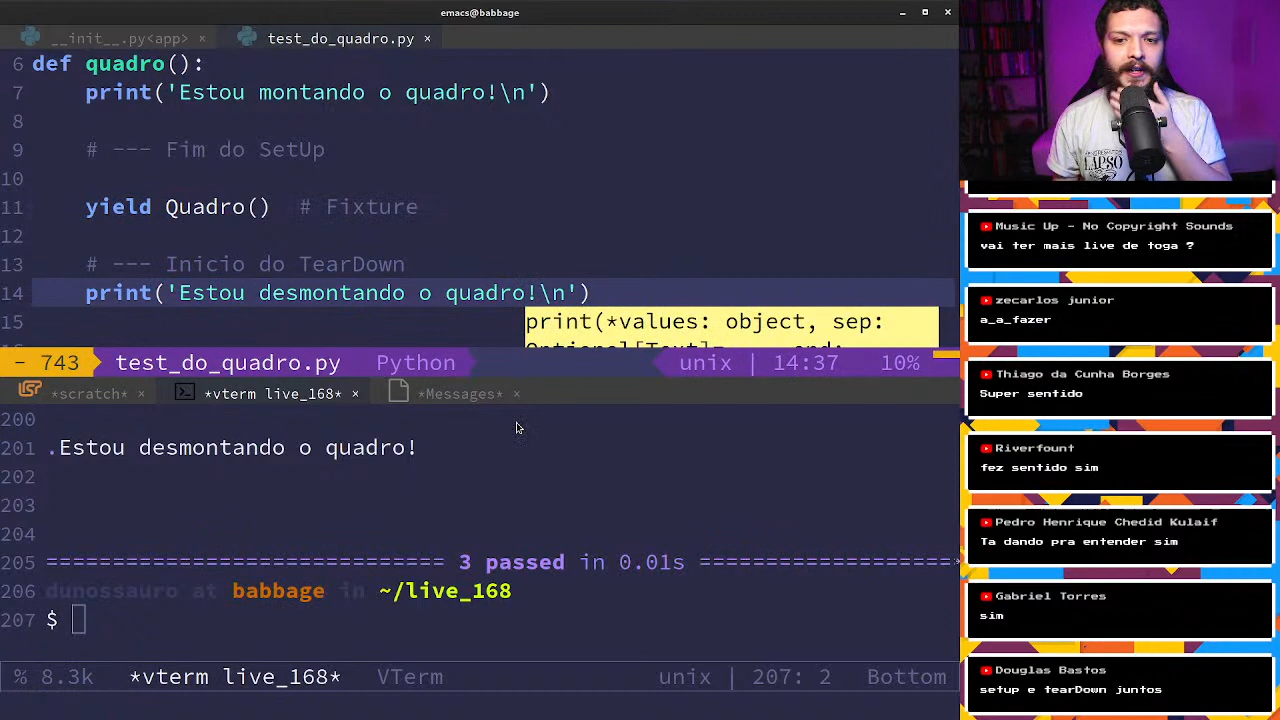 emacs@babbage
__init__.py<app> ×
test_do_quadro.py ×
6 def quadro():
7 print('Estou montando o quadro!\n')
8
9 # --- Fim do SetUp
10
11 yield Quadro() # Fixture
12
13 # --- Inicio do TearDown
14 print('Estou desmontando o quadro!\n')
15
print(*values: object, sep:
- 743 test_do_quadro.py Python unix | 14:37 10%
*scratch* × *vterm live_168* × *Messages* ×
200
201 .Estou desmontando o quadro!
202
203
204
205 ============================== 3 passed in 0.01s ===================
206 dunossauro at babbage in ~/live_168
207 $
% 8.3k *vterm live_168* VTerm unix | 207: 2 Bottom
LAPSO
Music Up - No Copyright Sounds
vai ter mais live de toga ?
zecarlos junior
a_a_fazer
Thiago da Cunha Borges
Super sentido
Riverfount
fez sentido sim
Pedro Henrique Chedid Kulaif
Ta dando pra entender sim
Gabriel Torres
sim
Douglas Bastos
setup e tearDown juntos